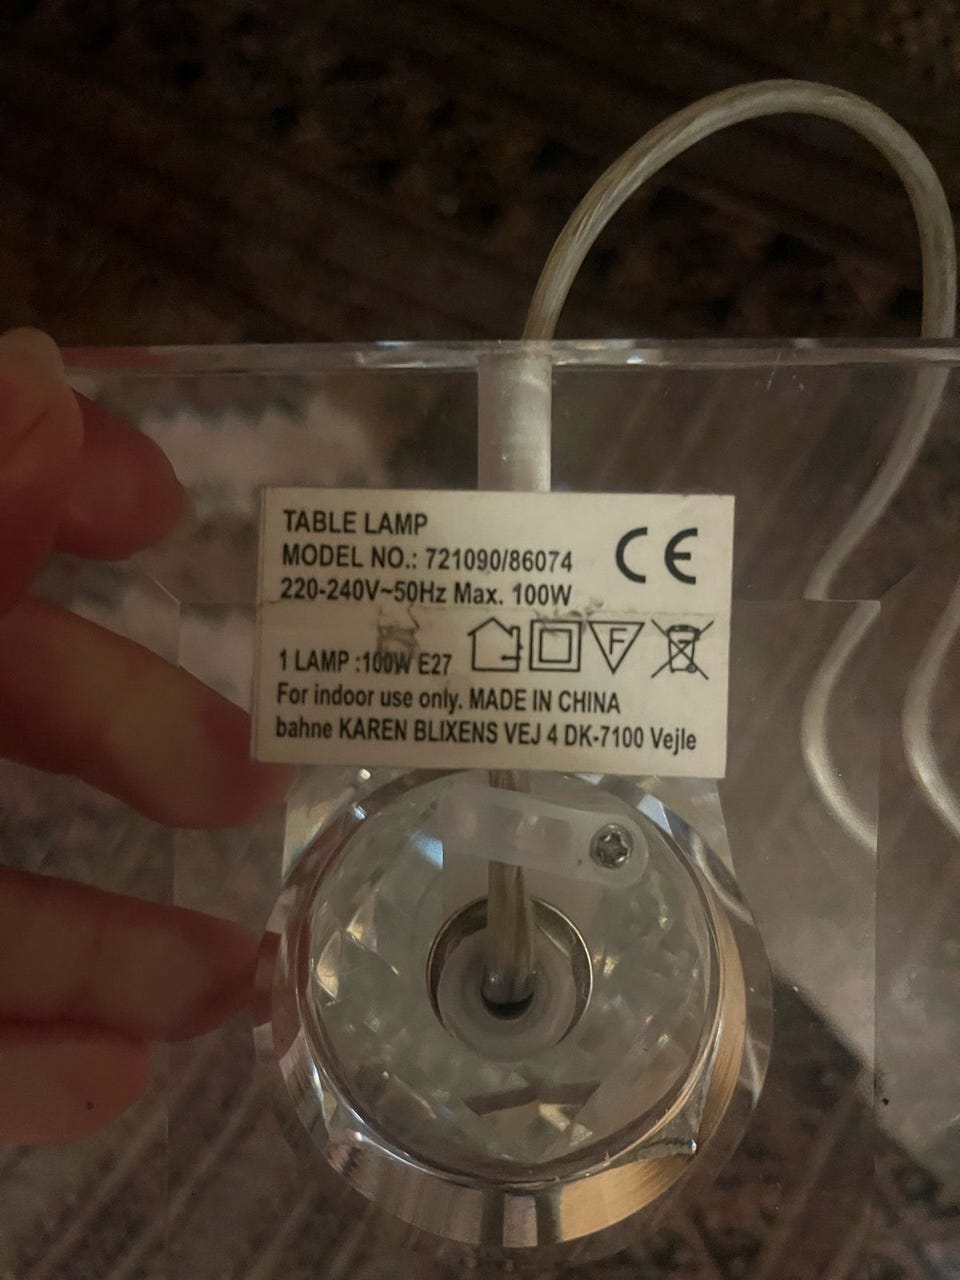 TABLE LAMP
MODEL NO.: 721090/86074
CE
220-240V~50Hz Max. 100W
F
1 LAMP :100W E27
For indoor use only. MADE IN CHINA
bahne KAREN BLIXENS VEJ 4 DK-7100 Vejle